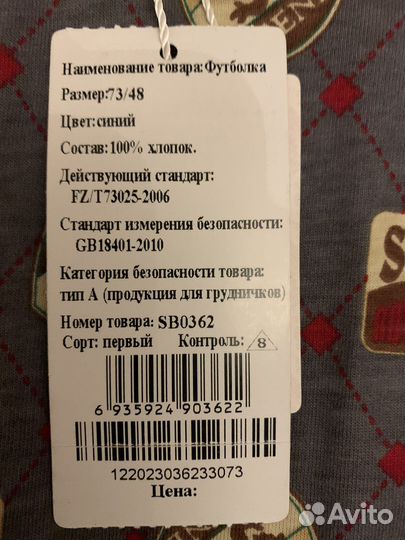 Наименование товара:Футболка
Размер:73/48
Цвет:синий
Состав:100% хлопок.
Действующий стандарт:
FZ/T73025-2006
Стандарт измерения безопасности:
GB18401-2010
Категория безопасности товара:
тип А (продукция для грудничков)
Номер товара: SB0362
Сорт: первый Контроль: 8
6 935924 903622
122023036233073
Цена:
Avito